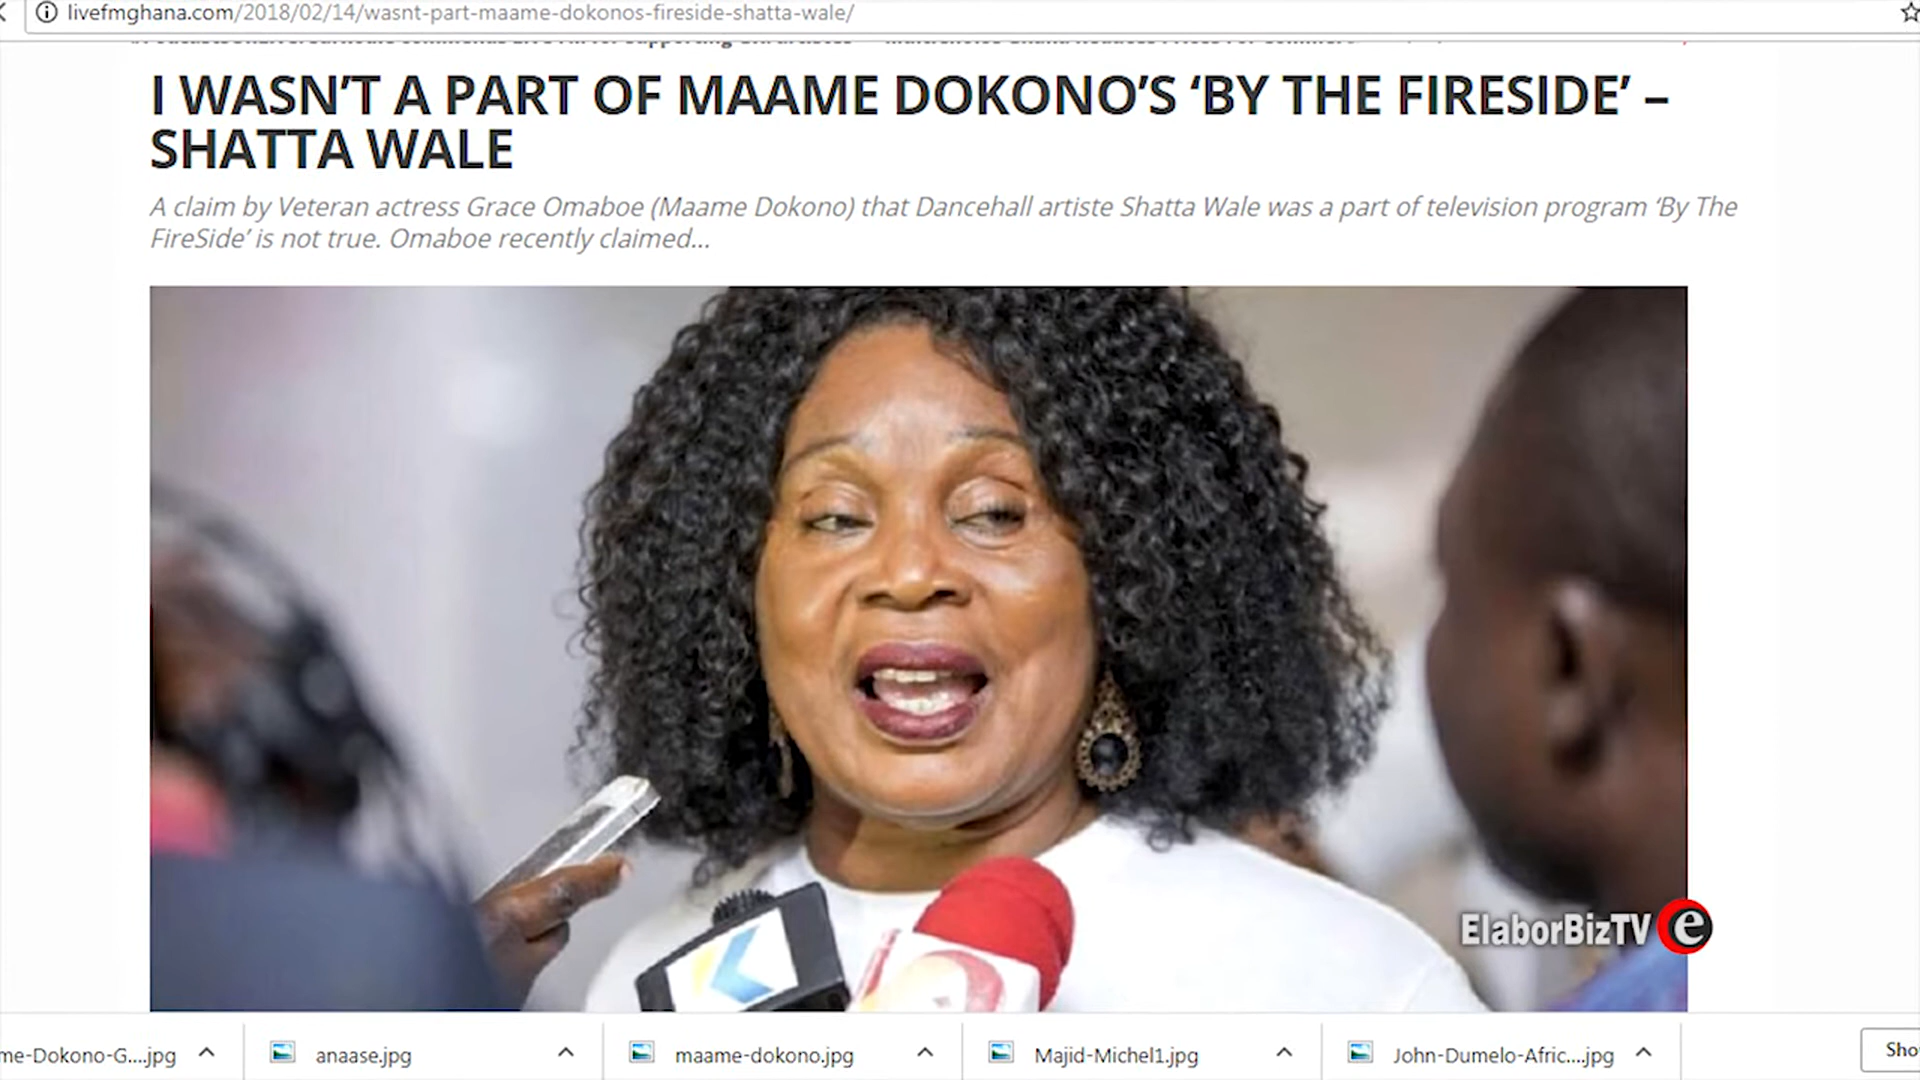 livefmghana.com/2018/02/14/wasnt-part-maame-dokonos-fireside-shatta-wale/
I WASN’T A PART OF MAAME DOKONO’S ‘BY THE FIRESIDE’ –
SHATTA WALE
A claim by Veteran actress Grace Omaboe (Maame Dokono) that Dancehall artiste Shatta Wale was a part of television program ‘By The
FireSide’ is not true. Omaboe recently claimed...
ElaborBizTV e
me-Dokono-G....jpg
anaase.jpg
maame-dokono.jpg
Majid-Michel1.jpg
John-Dumelo-Afric....jpg
Sho